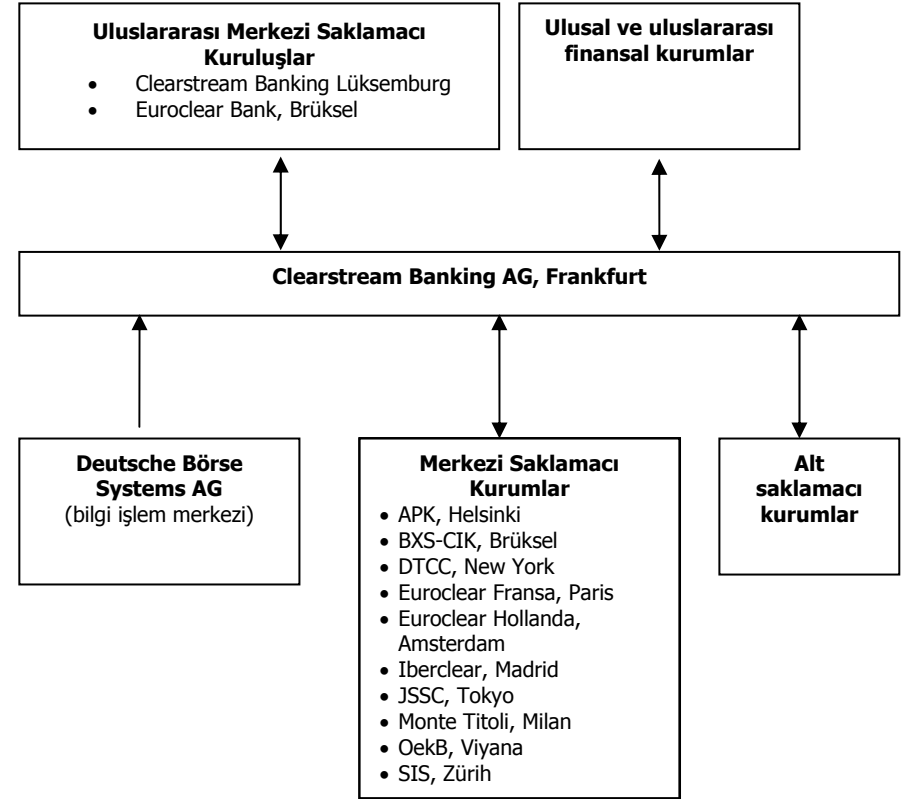 Uluslararası Merkezi Saklamacı
Kuruluşlar
• Clearstream Banking Lüksemburg
• Euroclear Bank, Brüksel
Ulusal ve uluslararası
finansal kurumlar
Clearstream Banking AG, Frankfurt
Deutsche Börse
Systems AG
(bilgi işlem merkezi)
Merkezi Saklamacı
Kurumlar
• APK, Helsinki
• BXS-CIK, Brüksel
• DTCC, New York
• Euroclear Fransa, Paris
• Euroclear Hollanda,
Amsterdam
• Iberclear, Madrid
• JSSC, Tokyo
• Monte Titoli, Milan
• OekB, Viyana
• SIS, Zürih
Alt
saklamacı
kurumlar